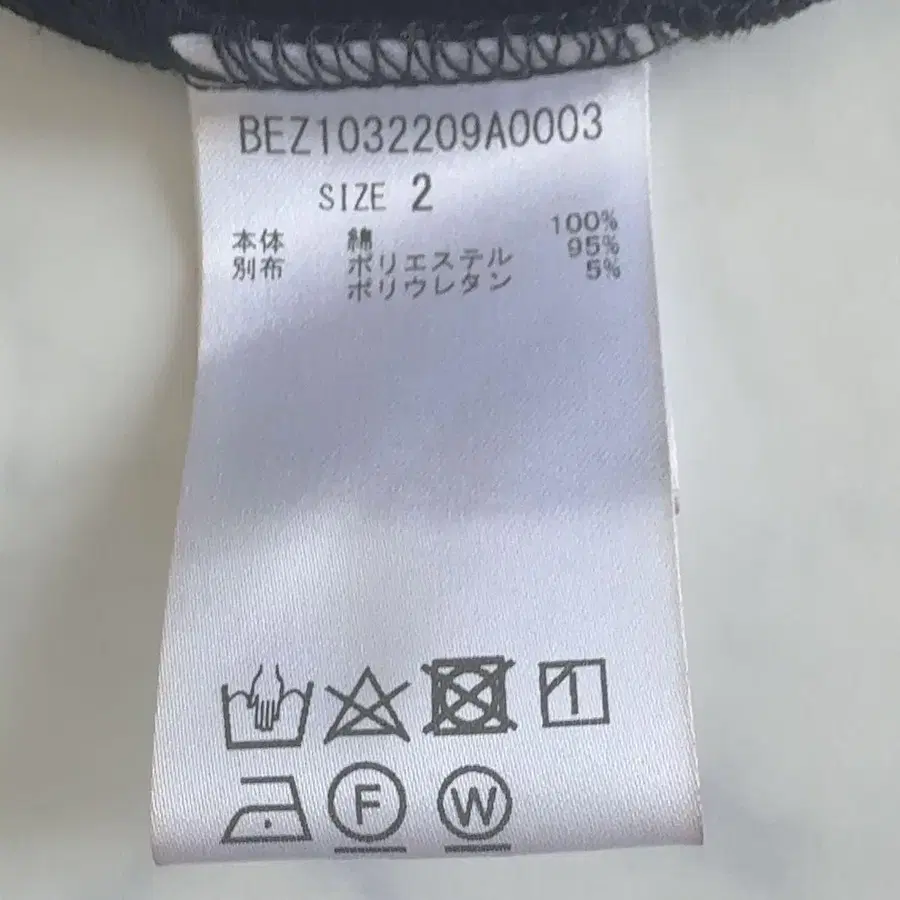 BEZ1032209A0003
SIZE 2
本体 綿 100%
別布 ポリエステル 95%
ポリウレタン 5%
F W